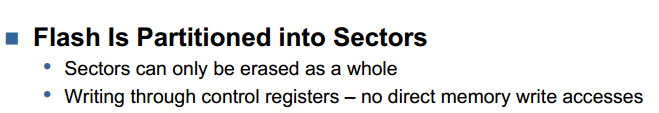 Flash Is Partitioned into Sectors
Sectors can only be erased as a whole
Writing through control registers – no direct memory write accesses